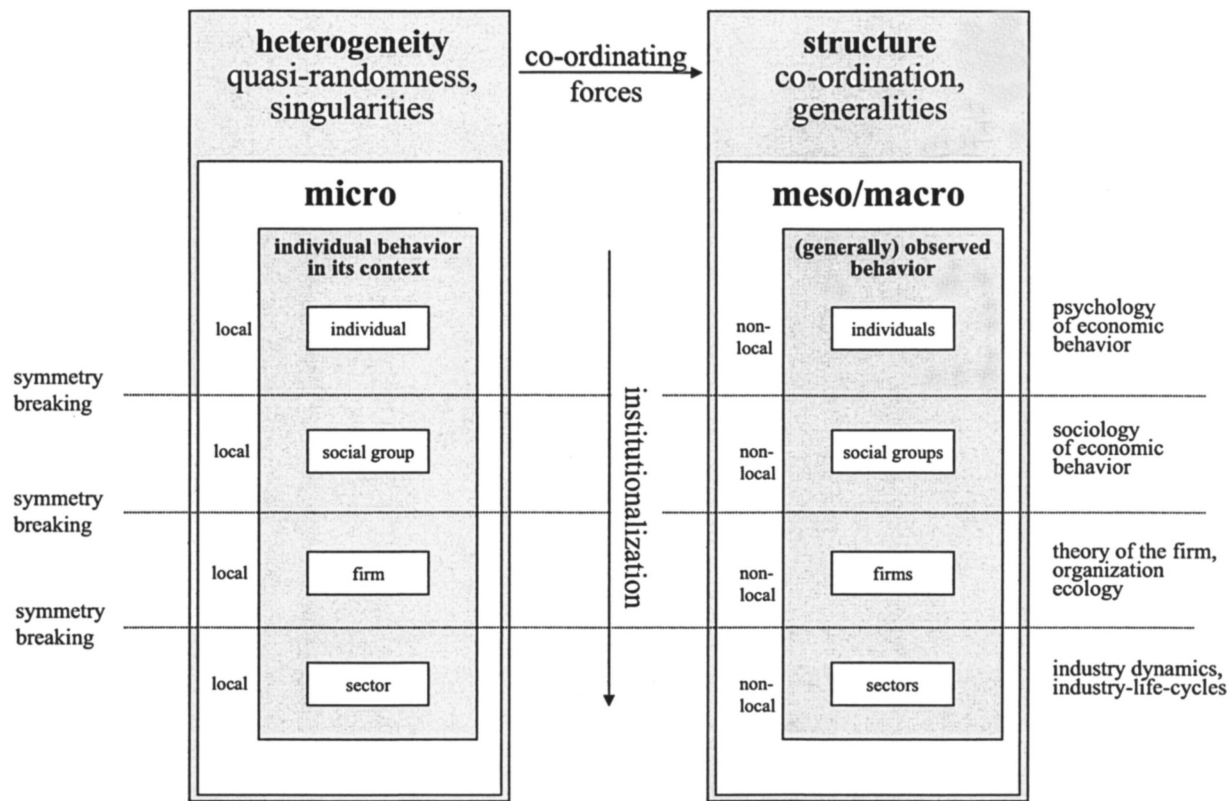 heterogeneity
quasi-randomness,
singularities
co-ordinating
forces
structure
co-ordination,
generalities
micro
individual behavior
in its context
meso/macro
(generally) observed
behavior
institutionalization
local
individual
non-
local
individuals
psychology
of economic
behavior
symmetry
breaking
local
social group
non-
local
social groups
sociology
of economic
behavior
symmetry
breaking
local
firm
non-
local
firms
theory of the firm,
organization
ecology
symmetry
breaking
local
sector
non-
local
sectors
industry dynamics,
industry-life-cycles